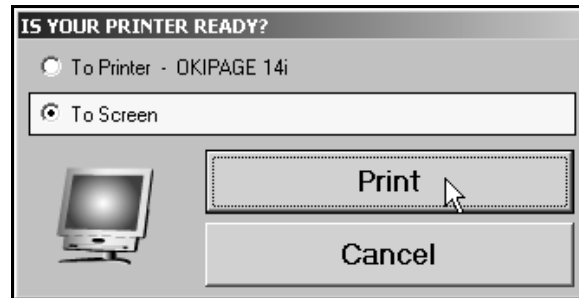 IS YOUR PRINTER READY?
To Printer - OKIPAGE 14i
To Screen
Print
Cancel